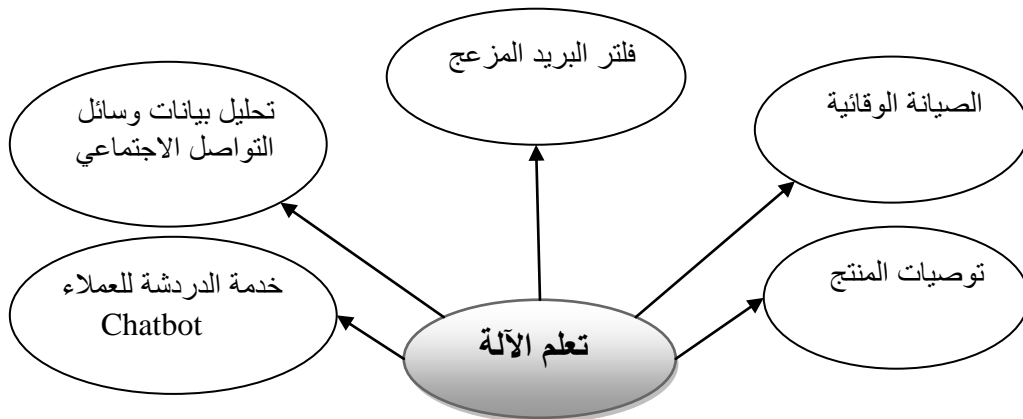 فلتر البريد المزعج
الصيانة الوقائية
تحليل بيانات وسائل
التواصل الاجتماعي
توصيات المنتج
خدمة الدردشة للعملاء
Chatbot
تعلم الآلة